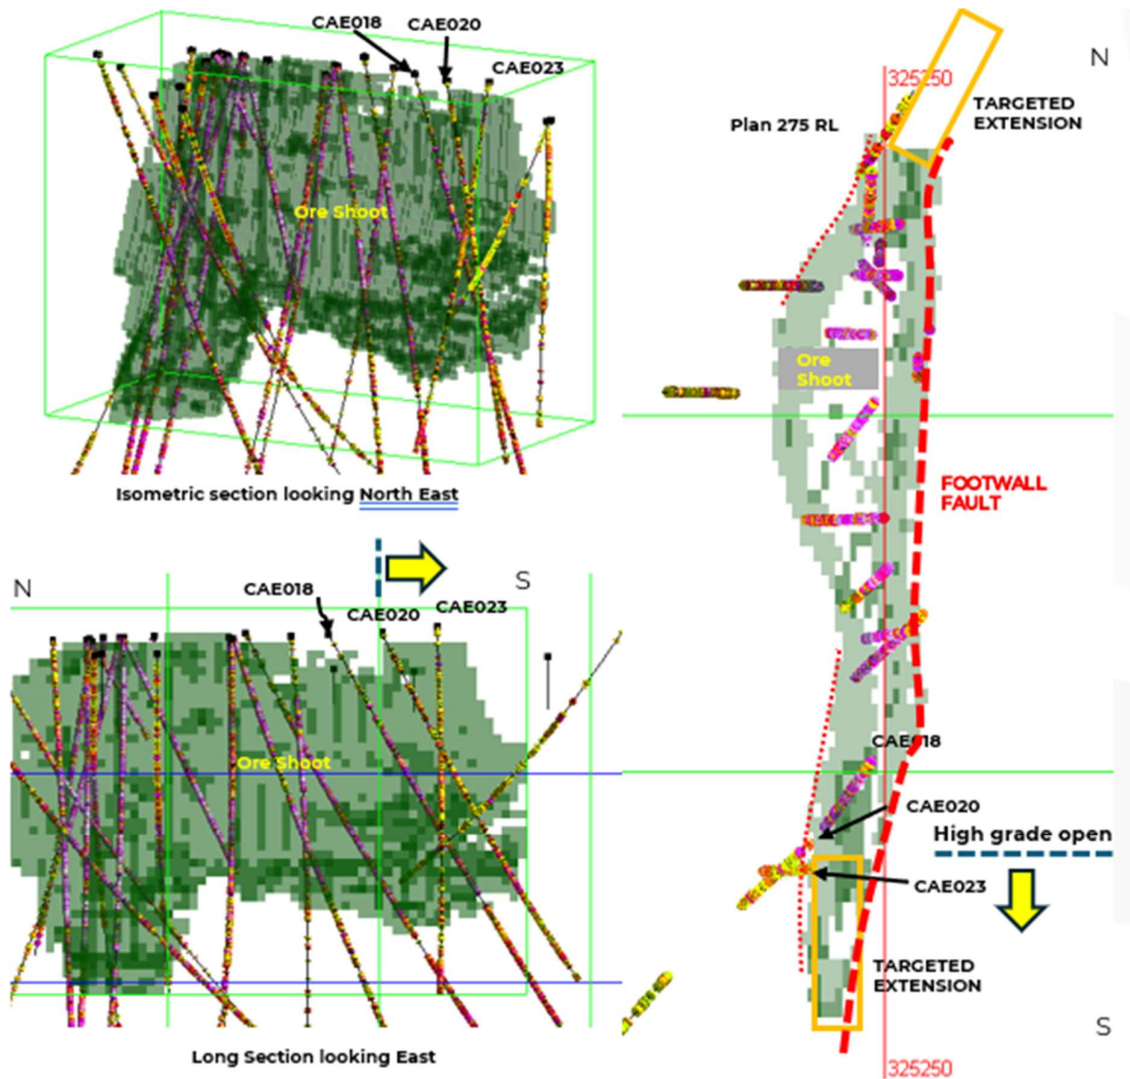 CAE018
CAE020
CAE023
Ore Shoot
Isometric section looking North East
N
S
CAE018
CAE020
CAE023
Ore Shoot
Long Section looking East
N
325250
TARGETED
EXTENSION
Plan 275 RL
Ore
Shoot
FOOTWALL
FAULT
CAE018
CAE020
High grade open
CAE023
TARGETED
EXTENSION
S
325250